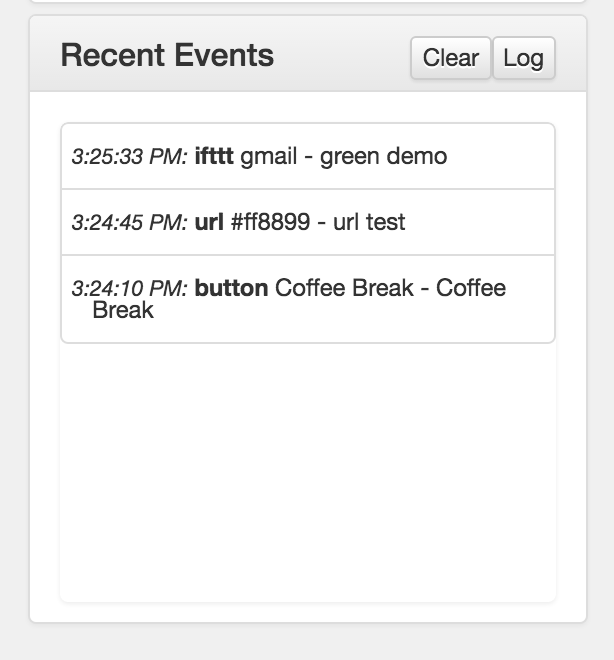 Recent Events
Clear
Log
3:25:33 PM: ifttt gmail - green demo
3:24:45 PM: url #ff8899 - url test
3:24:10 PM: button Coffee Break - Coffee
Break